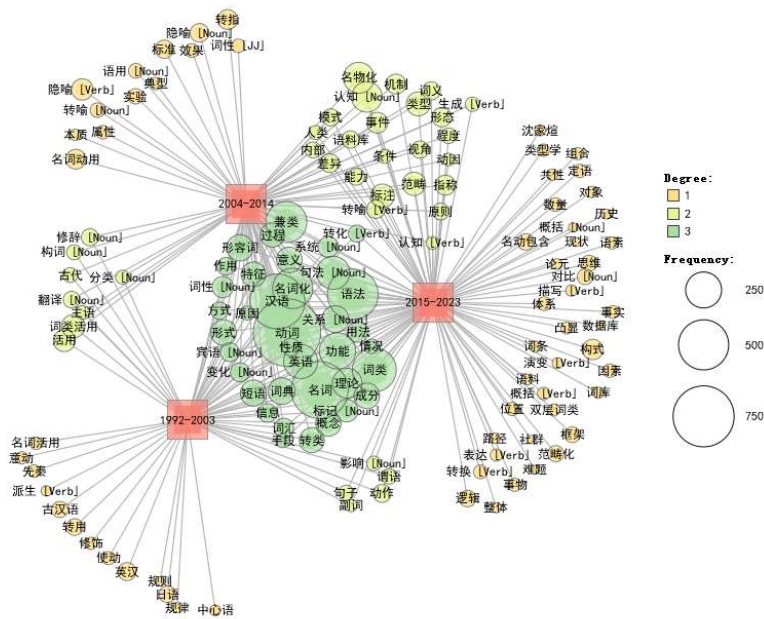 转指
隐喻[Noun]
标准 效果 词性[JJ]
语用[Noun]
典型
隐喻[Verb] 实验
转喻[Noun]
本质 属性
名词动用
2004-2014
名物化
机制
认知[Noun]
词义
类型 生成[Verb]
模式 事件 形态
人类 语料库 程度
内部 视角
差异 条件 动因
能力
标注 范畴 指称
转喻[Verb] 原则
认知[Verb]
沈家煊
类型学 组合
共性 定语
对象
数量
历史
概括[Noun]
名动包含 现状 语素
论元 思维
对比[Noun]
描写[Verb]
体系
事实
凸显 数据库
词条 构式
演变[Verb] 因素
语料
概括[Verb] 词库
位置 双层词类
框架
路径 社群
表达[Verb] 范畴化
转换[Verb] 难题
事物
逻辑 整体
2015-2023
兼类
过程 转化[Verb]
形容词 系统[Noun]
作用 意义
特征 句法[Noun]
词性[Noun] 名词化 语法
汉语
方式 原因
关系[Noun]
形式 动词 用法
性质 情况
宾语[Noun] 功能
英语
变化[Noun] 词类
理论
短语 词典 名词 成分
信息 标记[Noun]
词汇 概念
手段 转类
修辞[Noun]
构词[Noun]
古代 分类[Noun]
翻译[Noun]
主语
词类活用
活用
1992-2003
影响[Noun]
谓语
句子 动作
副词
名词活用
意动
先秦
派生[Verb]
古汉语
转用
修饰
使动
英汉
规则
日语
规律 中心语
Degree:
1
2
3
Frequency:
250
500
750